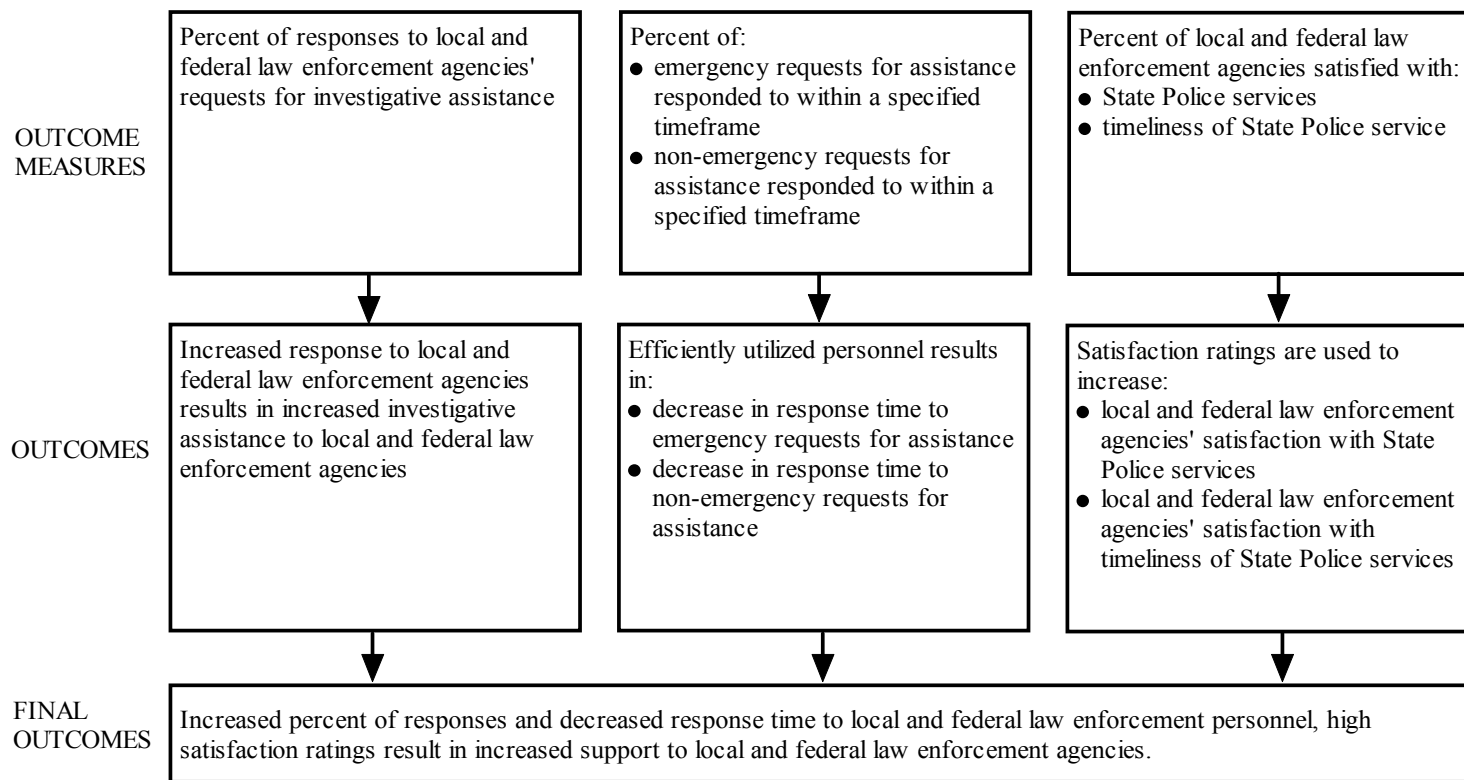 OUTCOME
MEASURES
Percent of responses to local and
federal law enforcement agencies'
requests for investigative assistance
Percent of:
● emergency requests for assistance
responded to within a specified
timeframe
● non-emergency requests for
assistance responded to within a
specified timeframe
Percent of local and federal law
enforcement agencies satisfied with:
● State Police services
● timeliness of State Police service
OUTCOMES
Increased response to local and
federal law enforcement agencies
results in increased investigative
assistance to local and federal law
enforcement agencies
Efficiently utilized personnel results
in:
● decrease in response time to
emergency requests for assistance
● decrease in response time to
non-emergency requests for
assistance
Satisfaction ratings are used to
increase:
● local and federal law enforcement
agencies' satisfaction with State
Police services
● local and federal law enforcement
agencies' satisfaction with
timeliness of State Police services
FINAL
OUTCOMES
Increased percent of responses and decreased response time to local and federal law enforcement personnel, high
satisfaction ratings result in increased support to local and federal law enforcement agencies.